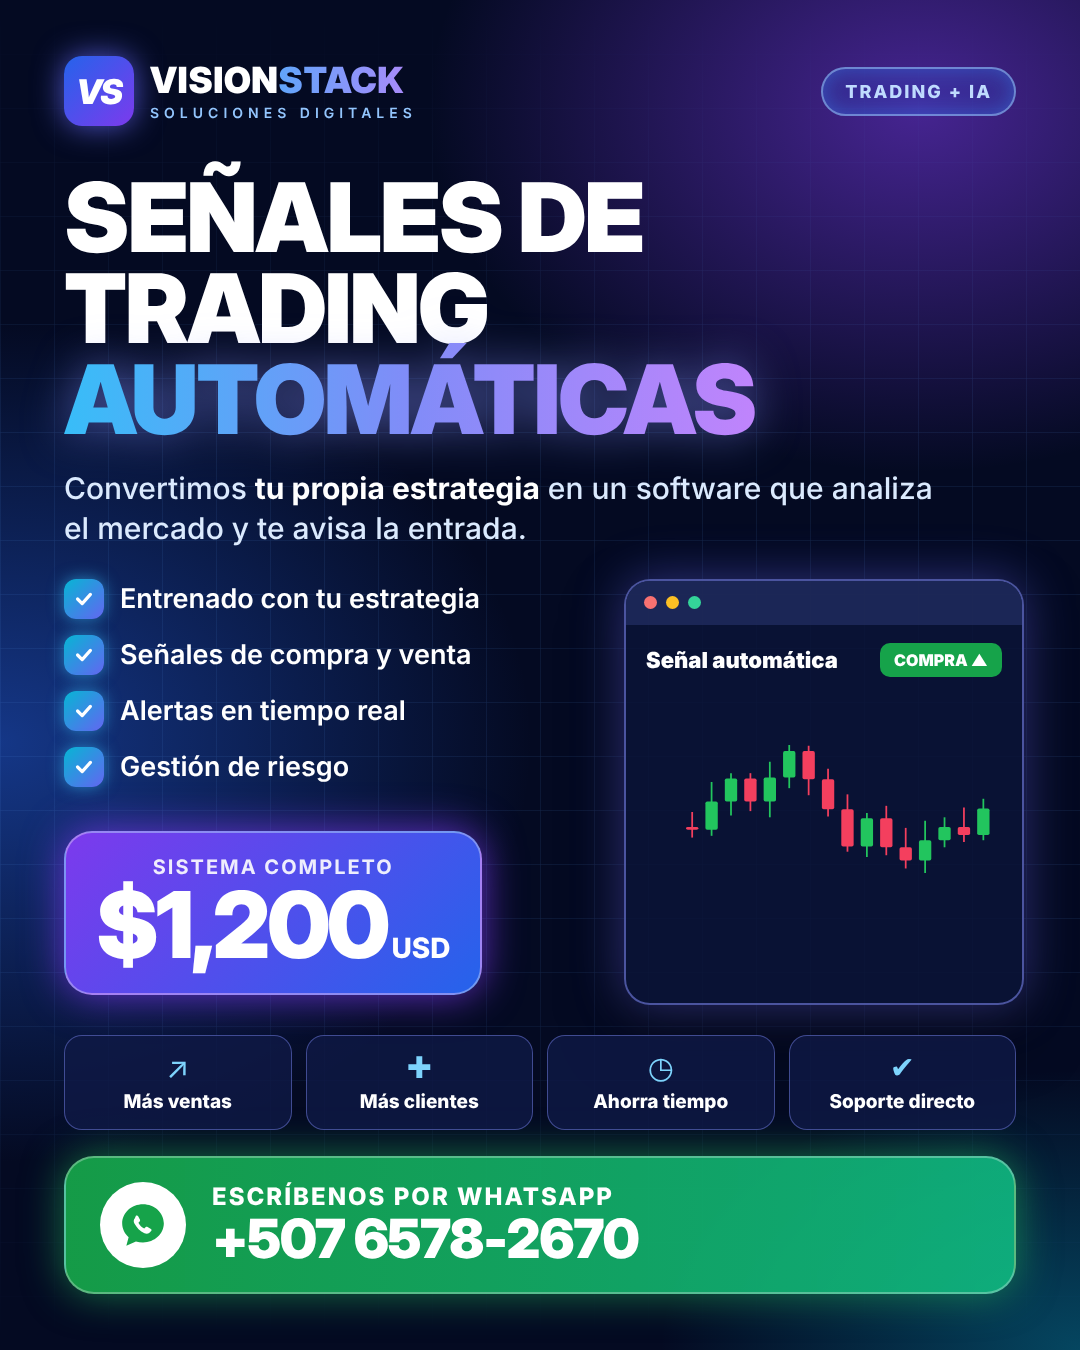 VS
VISIONSTACK
SOLUCIONES DIGITALES
TRADING + IA
SEÑALES DE
TRADING
AUTOMÁTICAS
Convertimos tu propia estrategia en un software que analiza
el mercado y te avisa la entrada.
Entrenado con tu estrategia
Señales de compra y venta
Alertas en tiempo real
Gestión de riesgo
Señal automática
COMPRA ▲
SISTEMA COMPLETO
$1,200 USD
Más ventas
Más clientes
Ahorra tiempo
Soporte directo
ESCRÍBENOS POR WHATSAPP
+507 6578-2670